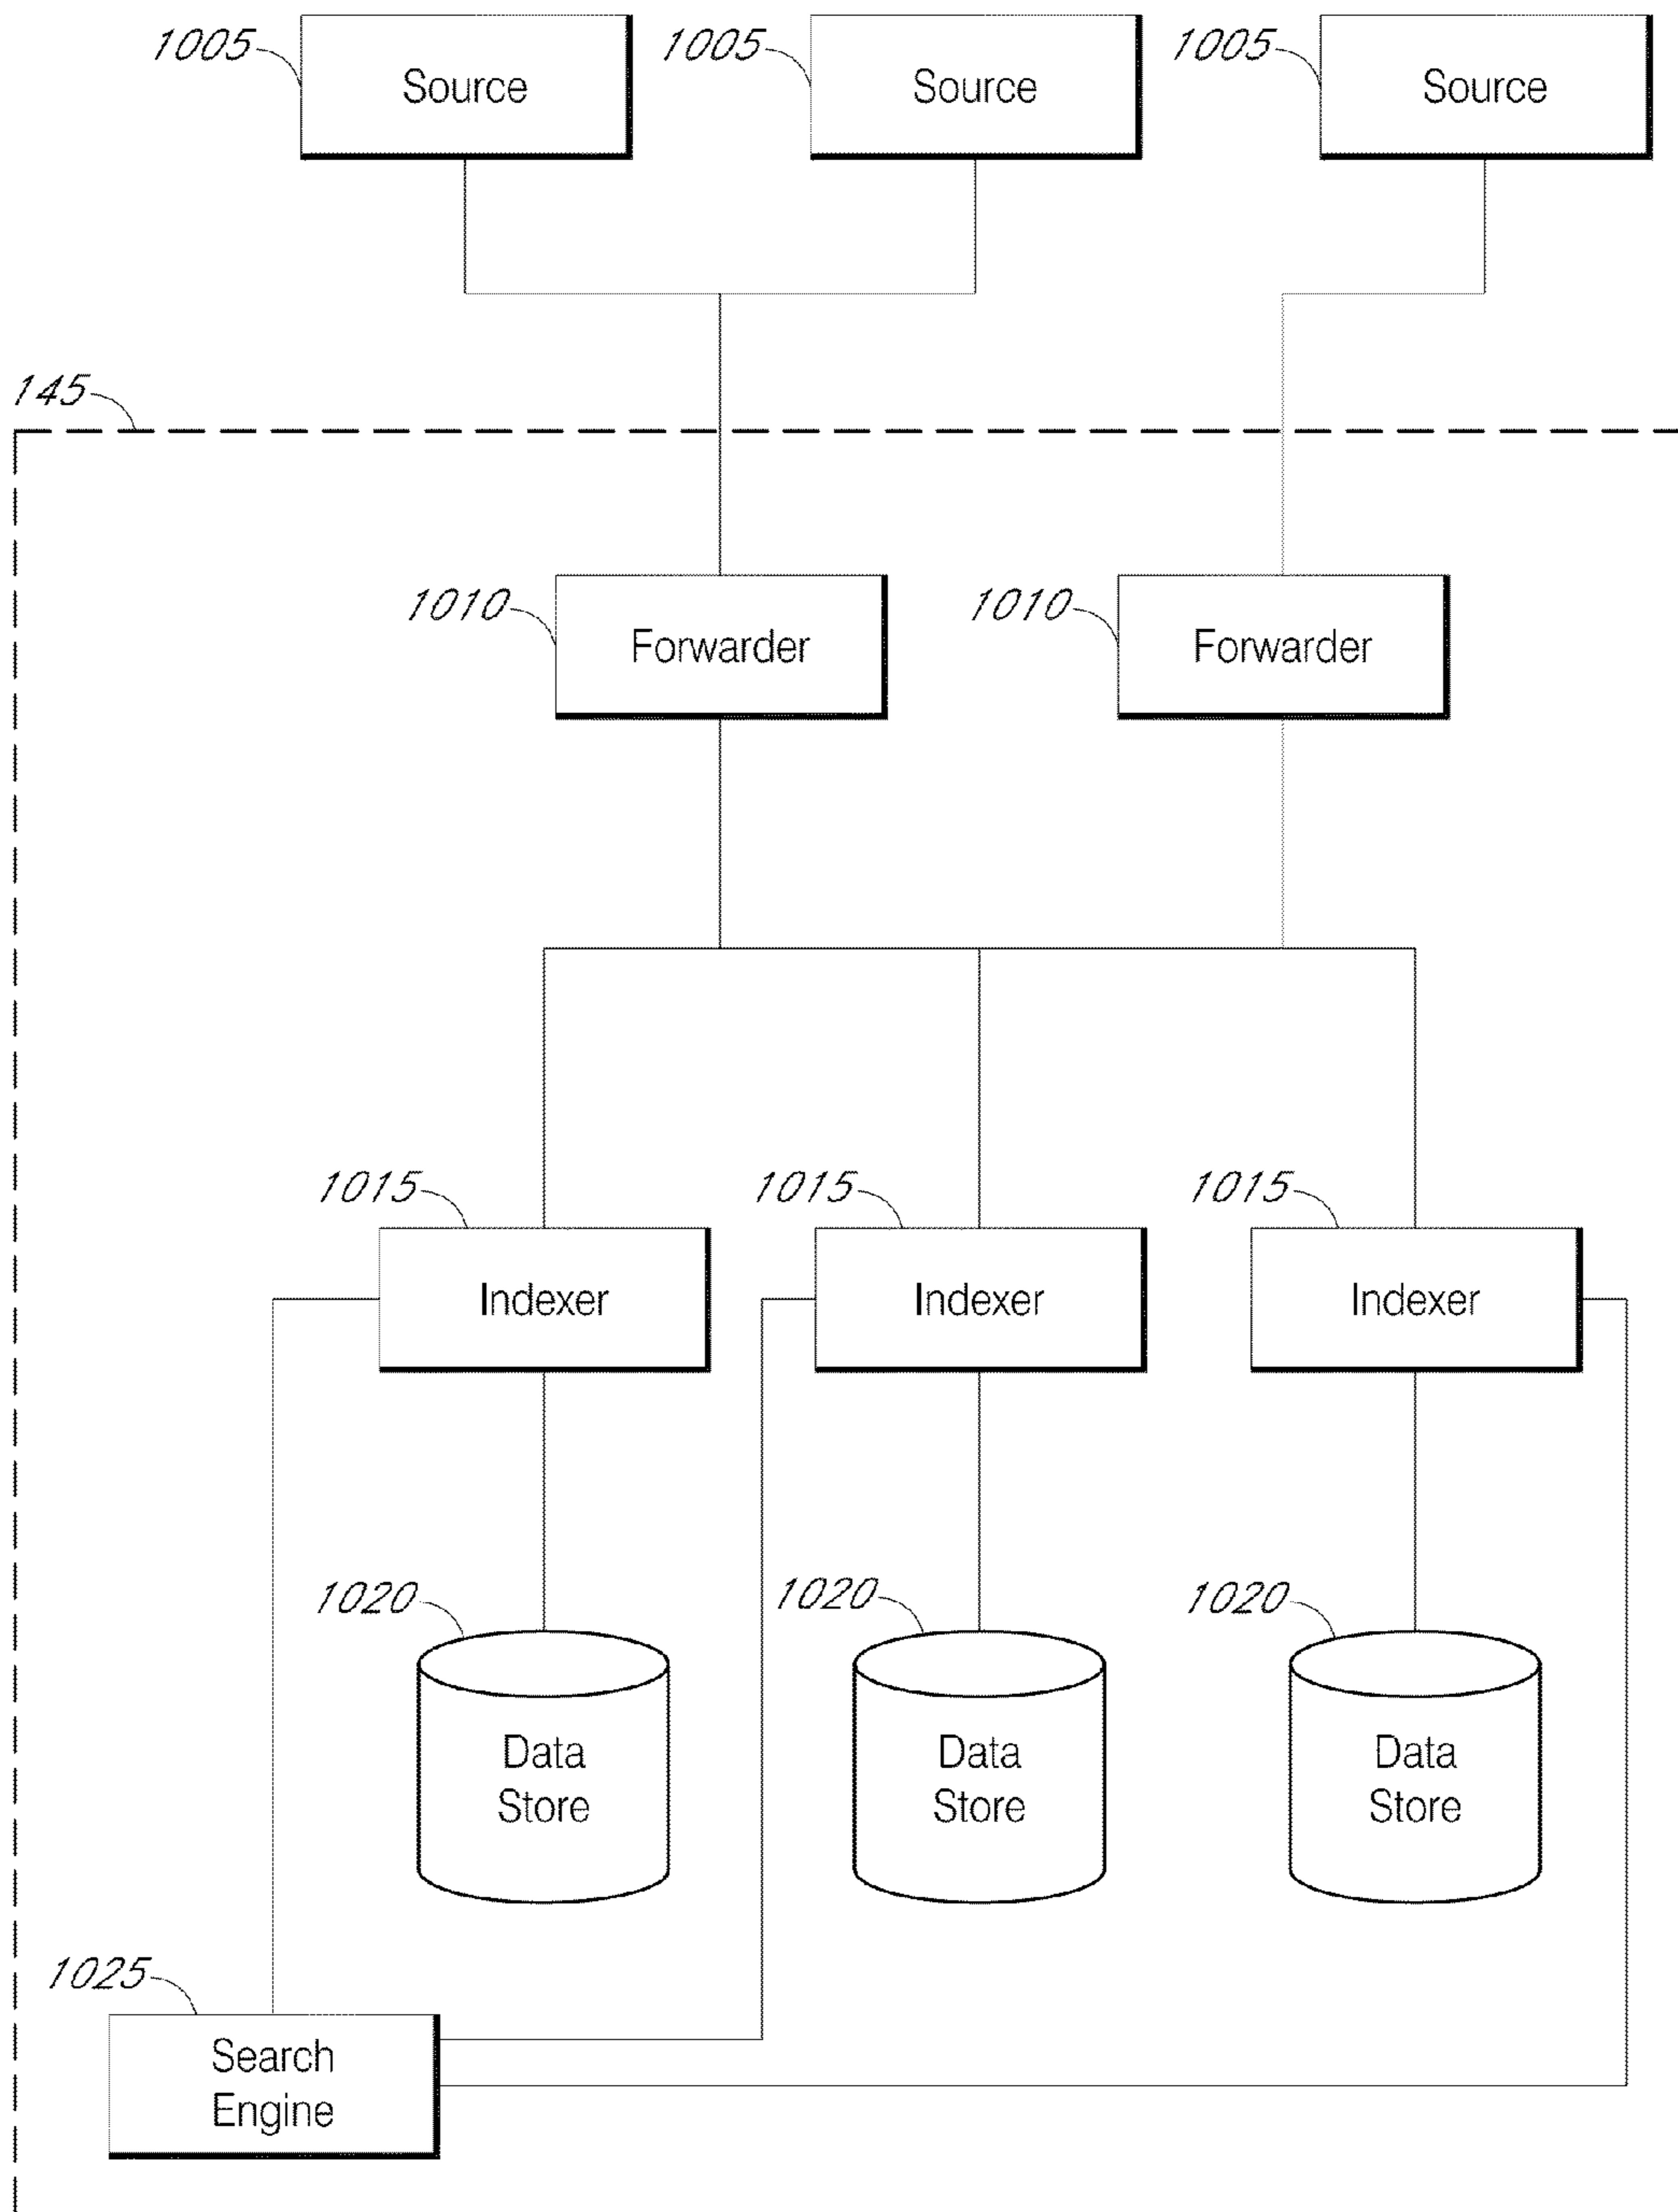 1005
1005
1005
Source
Source
Source
145
1010
1010
Forwarder
Forwarder
1015
1015
1015
Indexer
Indexer
Indexer
1020
1020
1020
Data
Store
Data
Store
Data
Store
1025
Search
Engine